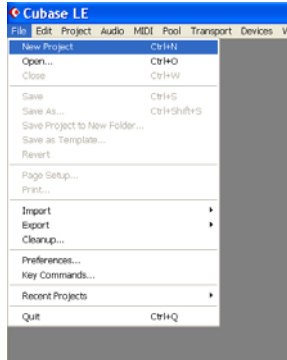 Cubase LE
File Edit Project Audio MIDI Pool Transport Devices
New Project Ctrl+N
Open... Ctrl+O
Close Ctrl+W
Save Ctrl+S
Save As... Ctrl+Shift+S
Save Project to New Folder...
Save as Template...
Revert
Page Setup...
Print...
Import
Export
Cleanup...
Preferences...
Key Commands...
Recent Projects
Quit Ctrl+Q